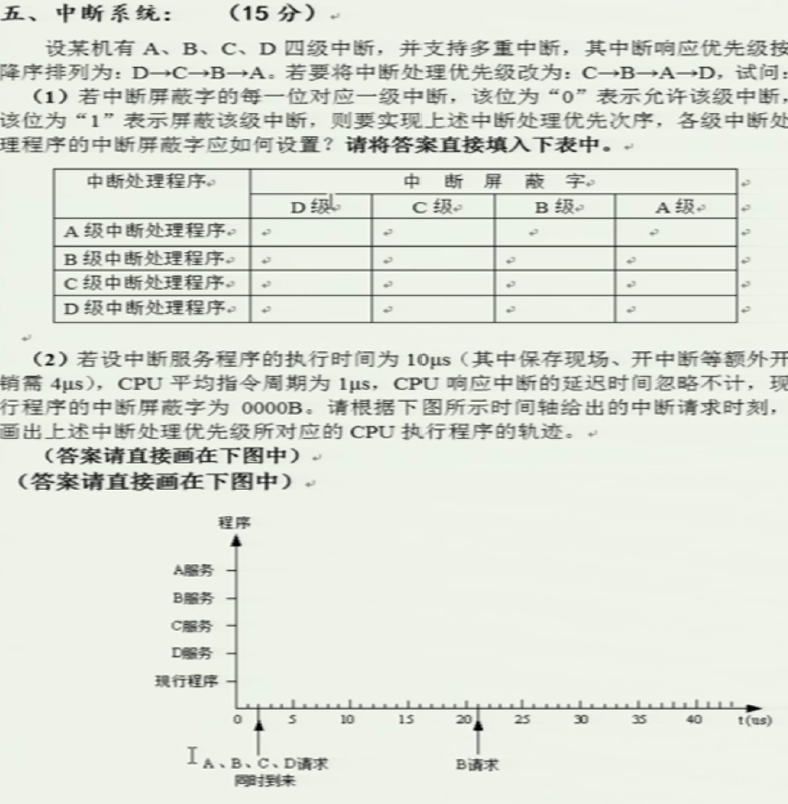 五、中断系统： （15 分）
设某机有 A、B、C、D 四级中断，并支持多重中断，其中断响应优先级按
降序排列为：D→C→B→A。若要将中断处理优先级改为：C→B→A→D，试问：
（1）若中断屏蔽字的每一位对应一级中断，该位为“0”表示允许该级中断，
该位为“1”表示屏蔽该级中断，则要实现上述中断处理优先次序，各级中断处
理程序的中断屏蔽字应如何设置？请将答案直接填入下表中。
中断处理程序 中 断 屏 蔽 字
D 级 C 级 B 级 A 级
A 级中断处理程序
B 级中断处理程序
C 级中断处理程序
D 级中断处理程序
（2）若设中断服务程序的执行时间为 10μs（其中保存现场、开中断等额外开
销需 4μs），CPU 平均指令周期为 1μs，CPU 响应中断的延迟时间忽略不计，现
行程序的中断屏蔽字为 0000B。请根据下图所示时间轴给出的中断请求时刻，
画出上述中断处理优先级所对应的 CPU 执行程序的轨迹。
（答案请直接画在下图中）
（答案请直接画在下图中）
程序
A服务
B服务
C服务
D服务
现行程序
0 5 10 15 20 25 30 35 40 t(us)
A、B、C、D请求 B请求
同时到来